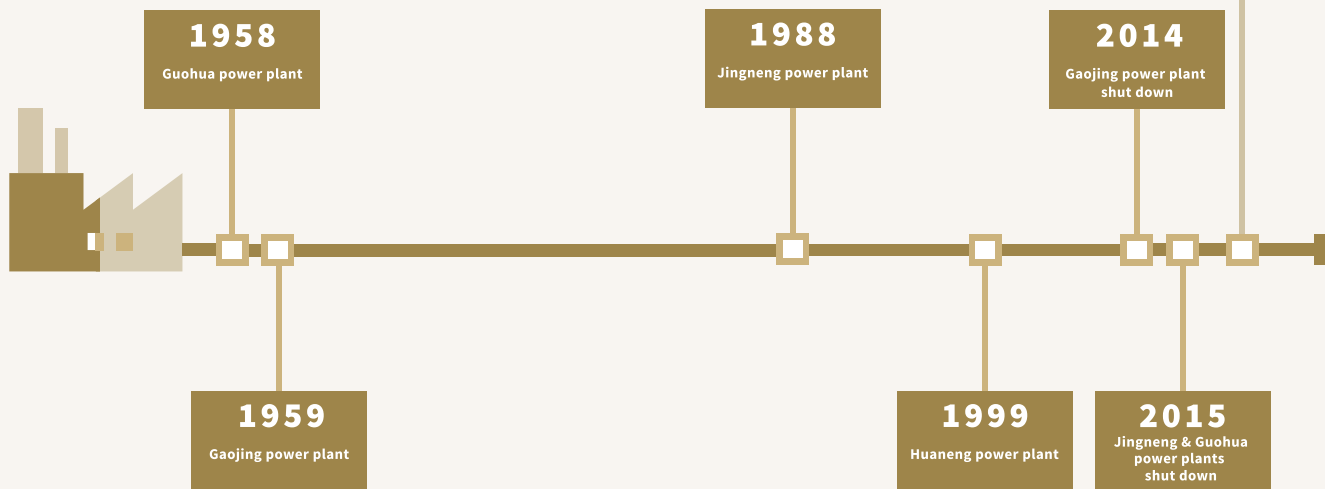 1958
Guohua power plant
1988
Jingneng power plant
2014
Gaojing power plant
shut down
1959
Gaojing power plant
1999
Huaneng power plant
2015
Jingneng & Guohua
power plants
shut down